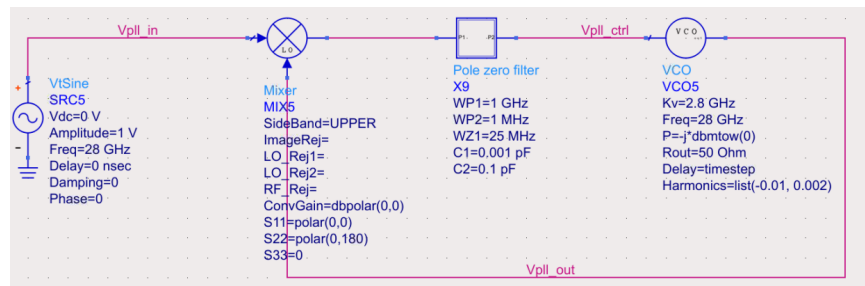 Vpll_in
Vpll_ctrl
LO
P1
P2
VCO
+
-
VtSine
SRC5
Vdc=0 V
Amplitude=1 V
Freq=28 GHz
Delay=0 nsec
Damping=0
Phase=0
Mixer
MIX5
SideBand=UPPER
ImageRej=
LO_Rej1=
LO_Rej2=
RF_Rej=
ConvGain=dbpolar(0,0)
S11=polar(0,0)
S22=polar(0,180)
S33=0
Pole zero filter
X9
WP1=1 GHz
WP2=1 MHz
WZ1=25 MHz
C1=0.001 pF
C2=0.1 pF
VCO
VCO5
Kv=2.8 GHz
Freq=28 GHz
P=-j*dbmtow(0)
Rout=50 Ohm
Delay=timestep
Harmonics=list(-0.01, 0.002)
Vpll_out